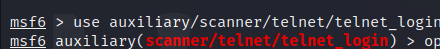 msf6 > use auxiliary/scanner/telnet/telnet_login
msf6 auxiliary(scanner/telnet/telnet_login) > op